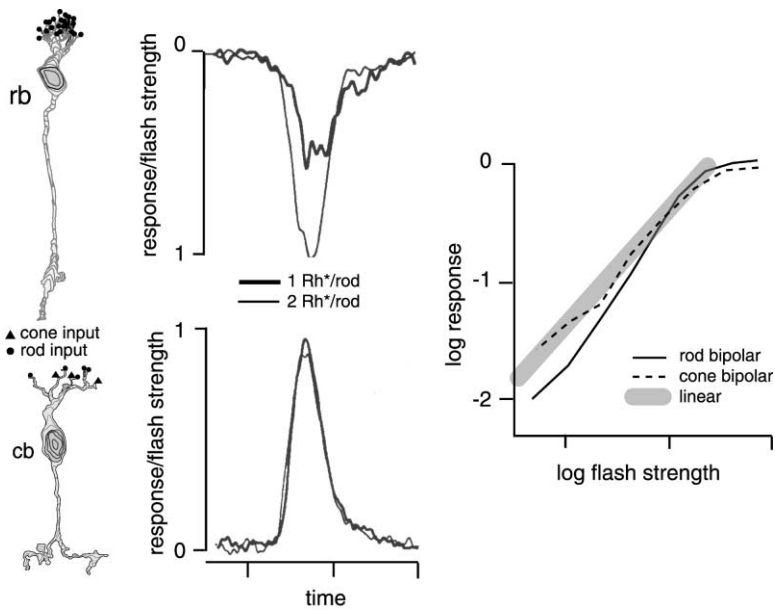 rb
response/flash strength
0
1
1 Rh*/rod
2 Rh*/rod
cone input
rod input
cb
response/flash strength
1
0
time
log response
0
-1
-2
rod bipolar
cone bipolar
linear
log flash strength